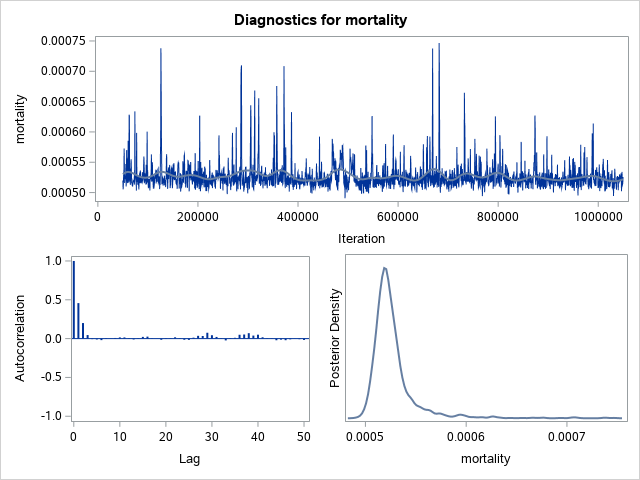 Diagnostics for mortality
mortality
0.00075
0.00070
0.00065
0.00060
0.00055
0.00050
0 200000 400000 600000 800000 1000000
Iteration
Autocorrelation
1.0
0.5
0.0
-0.5
-1.0
0 10 20 30 40 50
Lag
Posterior Density
0.0005 0.0006 0.0007
mortality